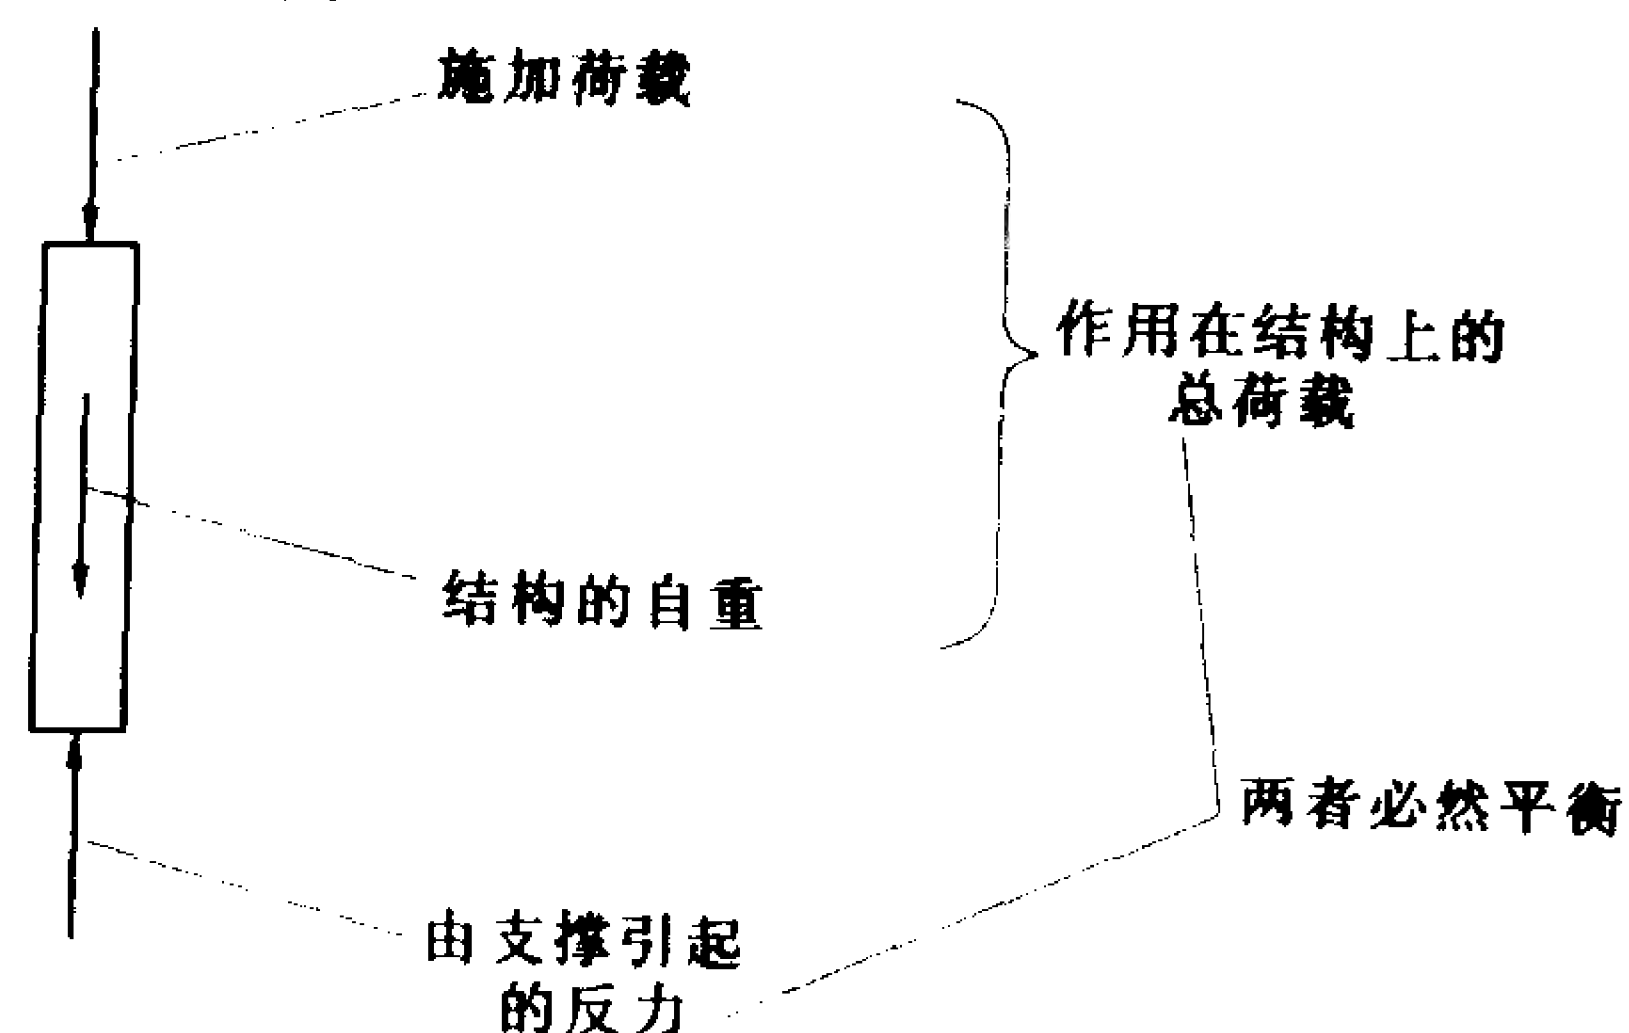 施加荷载
作用在结构上的
总荷载
结构的自重
两者必然平衡
由支撑引起
的反力